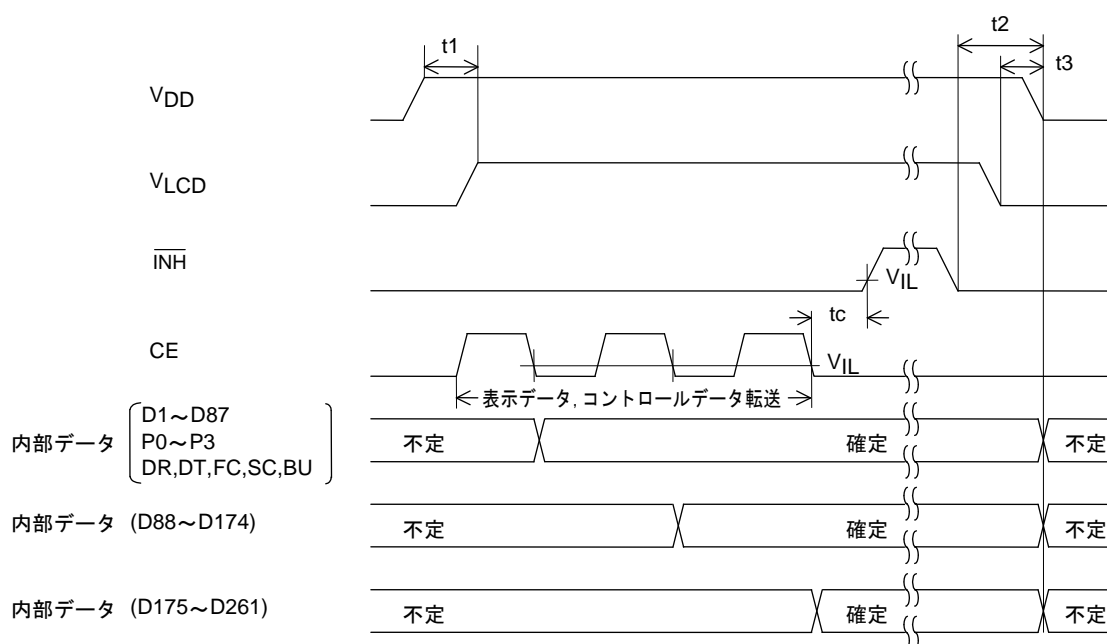 t2
t1
t3
VDD
VLCD
INH
VIL
tc
CE
VIL
表示データ,コントロールデータ転送
内部データ
D1～D87
P0～P3
DR,DT,FC,SC,BU
不定
確定
不定
内部データ (D88～D174)
不定
確定
不定
内部データ (D175～D261)
不定
確定
不定